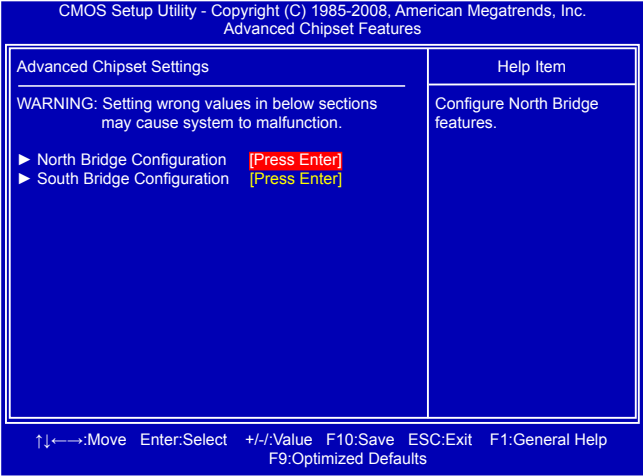 CMOS Setup Utility - Copyright (C) 1985-2008, American Megatrends, Inc.
Advanced Chipset Features
Advanced Chipset Settings
WARNING: Setting wrong values in below sections
may cause system to malfunction.
► North Bridge Configuration [Press Enter]
► South Bridge Configuration [Press Enter]
Help Item
Configure North Bridge
features.
↑↓←→:Move Enter:Select +/-/:Value F10:Save ESC:Exit F1:General Help
F9:Optimized Defaults